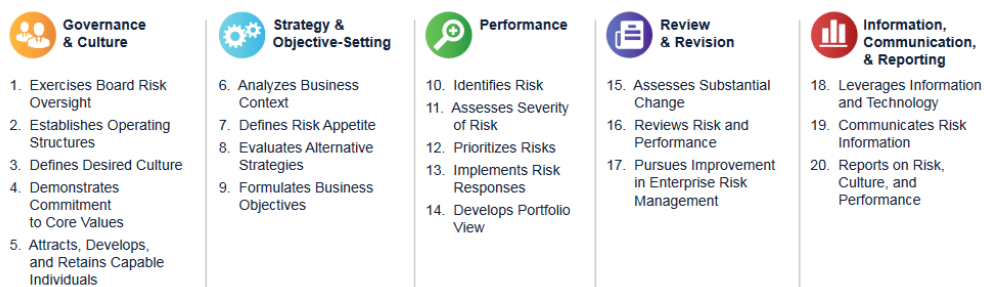 Governance
& Culture
1. Exercises Board Risk
Oversight
2. Establishes Operating
Structures
3. Defines Desired Culture
4. Demonstrates
Commitment
to Core Values
5. Attracts, Develops,
and Retains Capable
Individuals
Strategy &
Objective-Setting
6. Analyzes Business
Context
7. Defines Risk Appetite
8. Evaluates Alternative
Strategies
9. Formulates Business
Objectives
Performance
10. Identifies Risk
11. Assesses Severity
of Risk
12. Prioritizes Risks
13. Implements Risk
Responses
14. Develops Portfolio
View
Review
& Revision
15. Assesses Substantial
Change
16. Reviews Risk and
Performance
17. Pursues Improvement
in Enterprise Risk
Management
Information,
Communication,
& Reporting
18. Leverages Information
and Technology
19. Communicates Risk
Information
20. Reports on Risk,
Culture, and
Performance